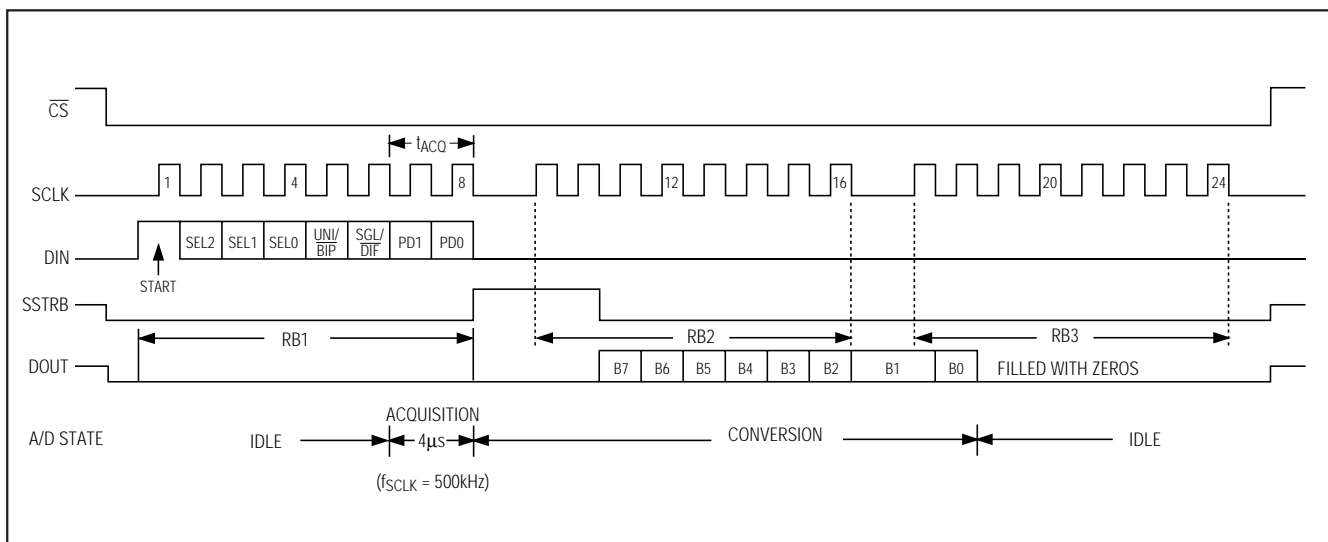 CS
tACQ
SCLK 1 4 8 12 16 20 24
DIN SEL2 SEL1 SEL0 UNI/BIP SGL/DIF PD1 PD0
START
SSTRB
RB1 RB2 RB3
DOUT B7 B6 B5 B4 B3 B2 B1 B0 FILLED WITH ZEROS
ACQUISITION
A/D STATE IDLE 4μs CONVERSION IDLE
(fSCLK = 500kHz)